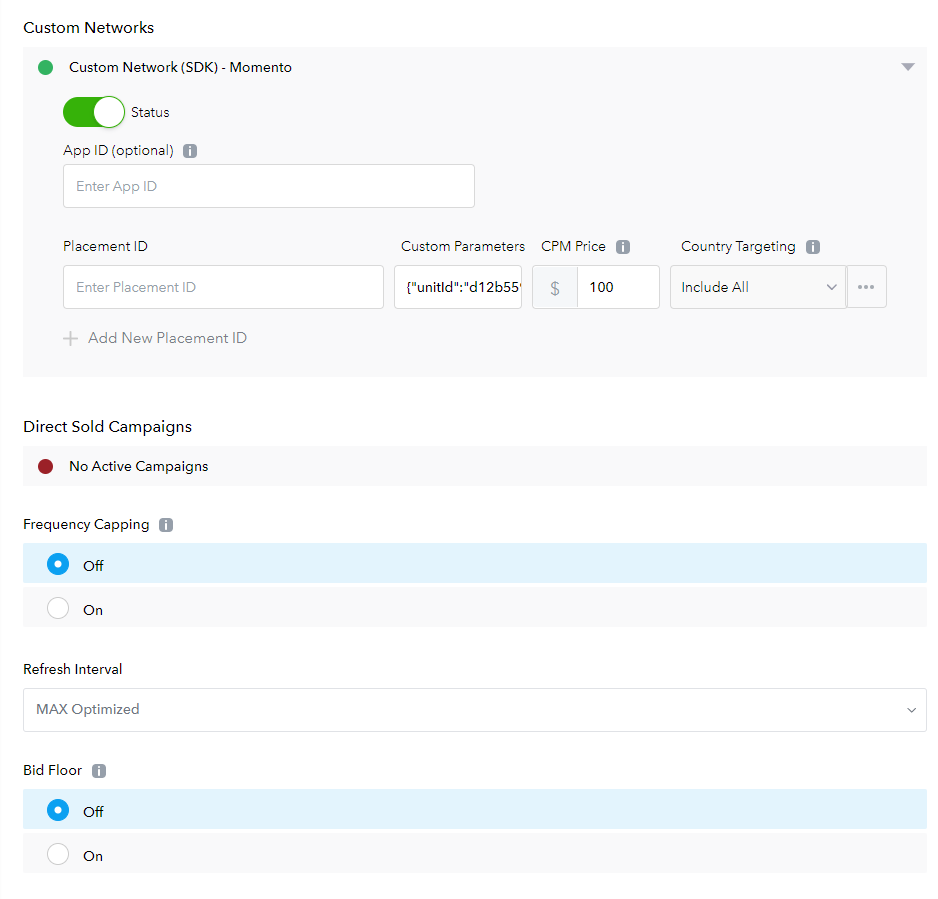 Custom Networks
Custom Network (SDK) - Momento
Status
App ID (optional) i
Enter App ID
Placement ID Custom Parameters CPM Price i Country Targeting i
Enter Placement ID {"unitId":"d12b55 $ 100 Include All •••
+ Add New Placement ID
Direct Sold Campaigns
No Active Campaigns
Frequency Capping i
Off
On
Refresh Interval
MAX Optimized
Bid Floor i
Off
On